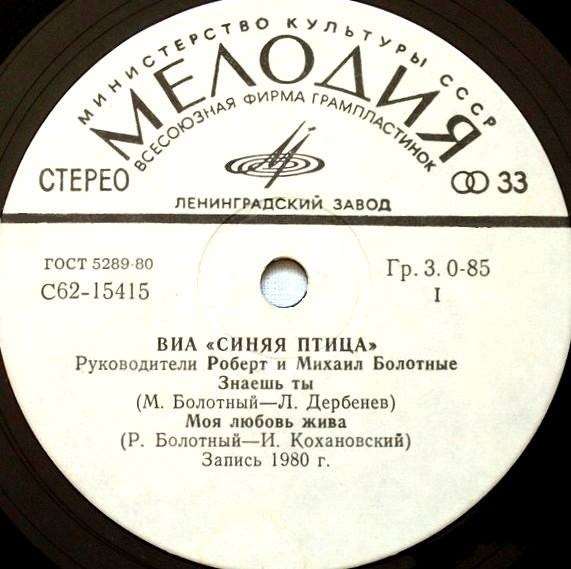 МИНИСТЕРСТВО КУЛЬТУРЫ СССР
МЕЛОДИЯ
ВСЕСОЮЗНАЯ ФИРМА ГРАМПЛАСТИНОК
СТЕРЕО
33
ЛЕНИНГРАДСКИЙ ЗАВОД
ГОСТ 5289-80
С62-15415
Гр. 3. 0-85
I
ВИА «СИНЯЯ ПТИЦА»
Руководители Роберт и Михаил Болотные
Знаешь ты
(М. Болотный—Л. Дербенев)
Моя любовь жива
(Р. Болотный—И. Кохановский)
Запись 1980 г.